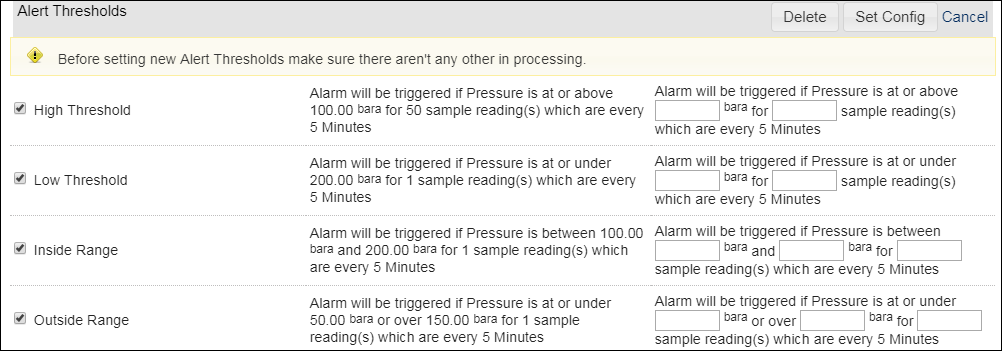 Alert Thresholds
Delete Set Config Cancel
Before setting new Alert Thresholds make sure there aren't any other in processing.
High Threshold
Alarm will be triggered if Pressure is at or above
100.00 bara for 50 sample reading(s) which are every
5 Minutes
Alarm will be triggered if Pressure is at or above
bara for sample reading(s)
which are every 5 Minutes
Low Threshold
Alarm will be triggered if Pressure is at or under
200.00 bara for 1 sample reading(s) which are every
5 Minutes
Alarm will be triggered if Pressure is at or under
bara for sample reading(s)
which are every 5 Minutes
Inside Range
Alarm will be triggered if Pressure is between 100.00
bara and 200.00 bara for 1 sample reading(s) which
are every 5 Minutes
Alarm will be triggered if Pressure is between
bara and bara for
sample reading(s) which are every 5 Minutes
Outside Range
Alarm will be triggered if Pressure is at or under
50.00 bara or over 150.00 bara for 1 sample
reading(s) which are every 5 Minutes
Alarm will be triggered if Pressure is at or under
bara or over bara for
sample reading(s) which are every 5 Minutes